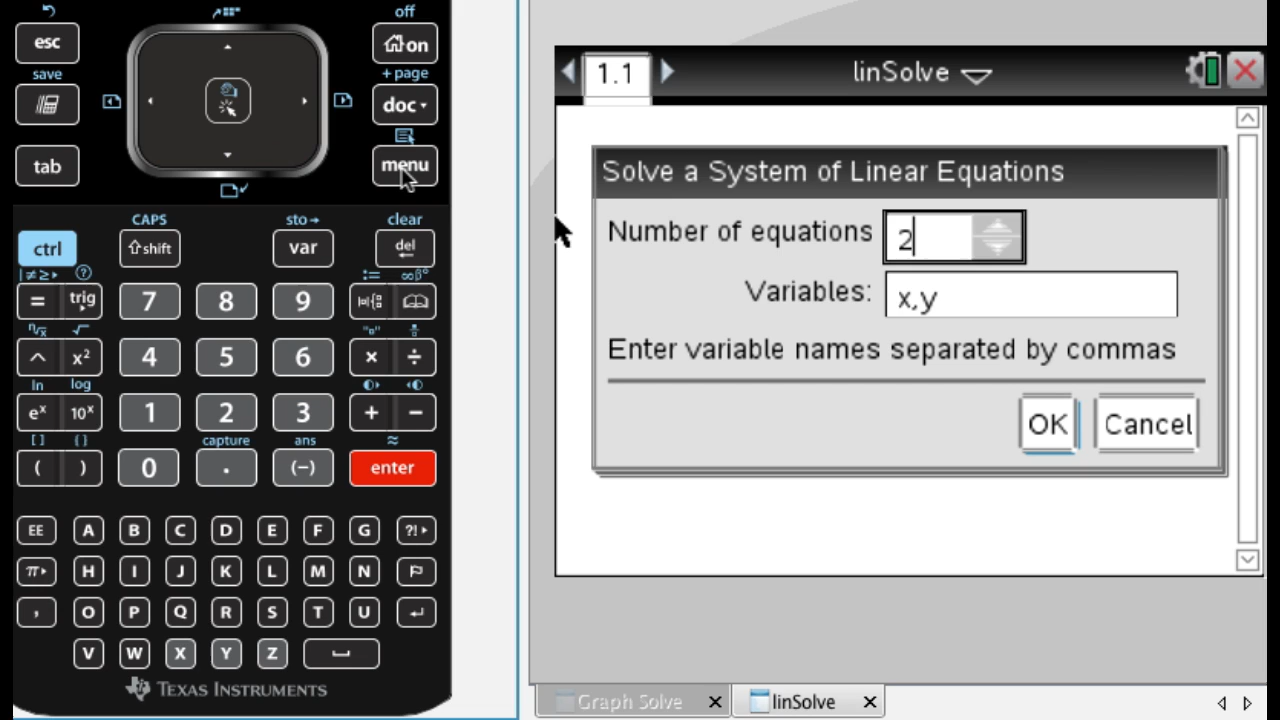 off
esc
on
save
+ page
doc
tab
menu
CAPS
sto→
clear
ctrl
⇧shift
var
del
|≠≥▸
:=
∞β°
=
trig
7
8
9
ⁿ√x
√
"▫"
^
x²
4
5
6
×
÷
ln
log
eˣ
10ˣ
1
2
3
+
−
[ ]
{ }
capture
ans
≈
(
)
0
.
(−)
enter
EE
A
B
C
D
E
F
G
?!▸
π▸
H
I
J
K
L
M
N
,
O
P
Q
R
S
T
U
↵
V
W
X
Y
Z
TEXAS INSTRUMENTS
1.1
linSolve
Solve a System of Linear Equations
Number of equations 2
Variables: x,y
Enter variable names separated by commas
OK Cancel
Graph Solve
linSolve